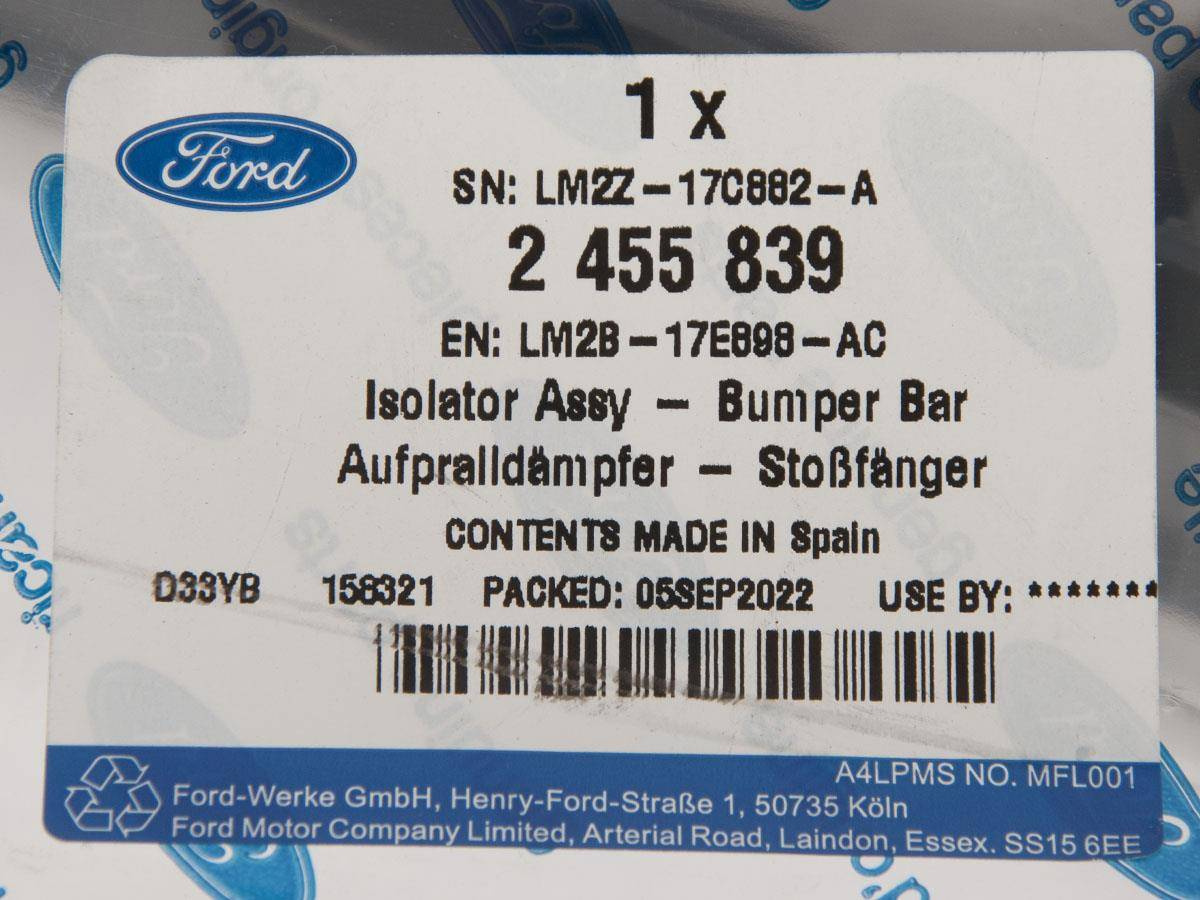 1 x
Ford
SN: LM2Z-17C882-A
2 455 839
EN: LM2B-17E898-AC
Isolator Assy - Bumper Bar
Aufpralldämpfer - Stoßfänger
CONTENTS MADE IN Spain
D33YB 158321 PACKED: 05SEP2022 USE BY: *******
A4LPMS NO. MFL001
Ford-Werke GmbH, Henry-Ford-Straße 1, 50735 Köln
Ford Motor Company Limited, Arterial Road, Laindon, Essex. SS15 6EE